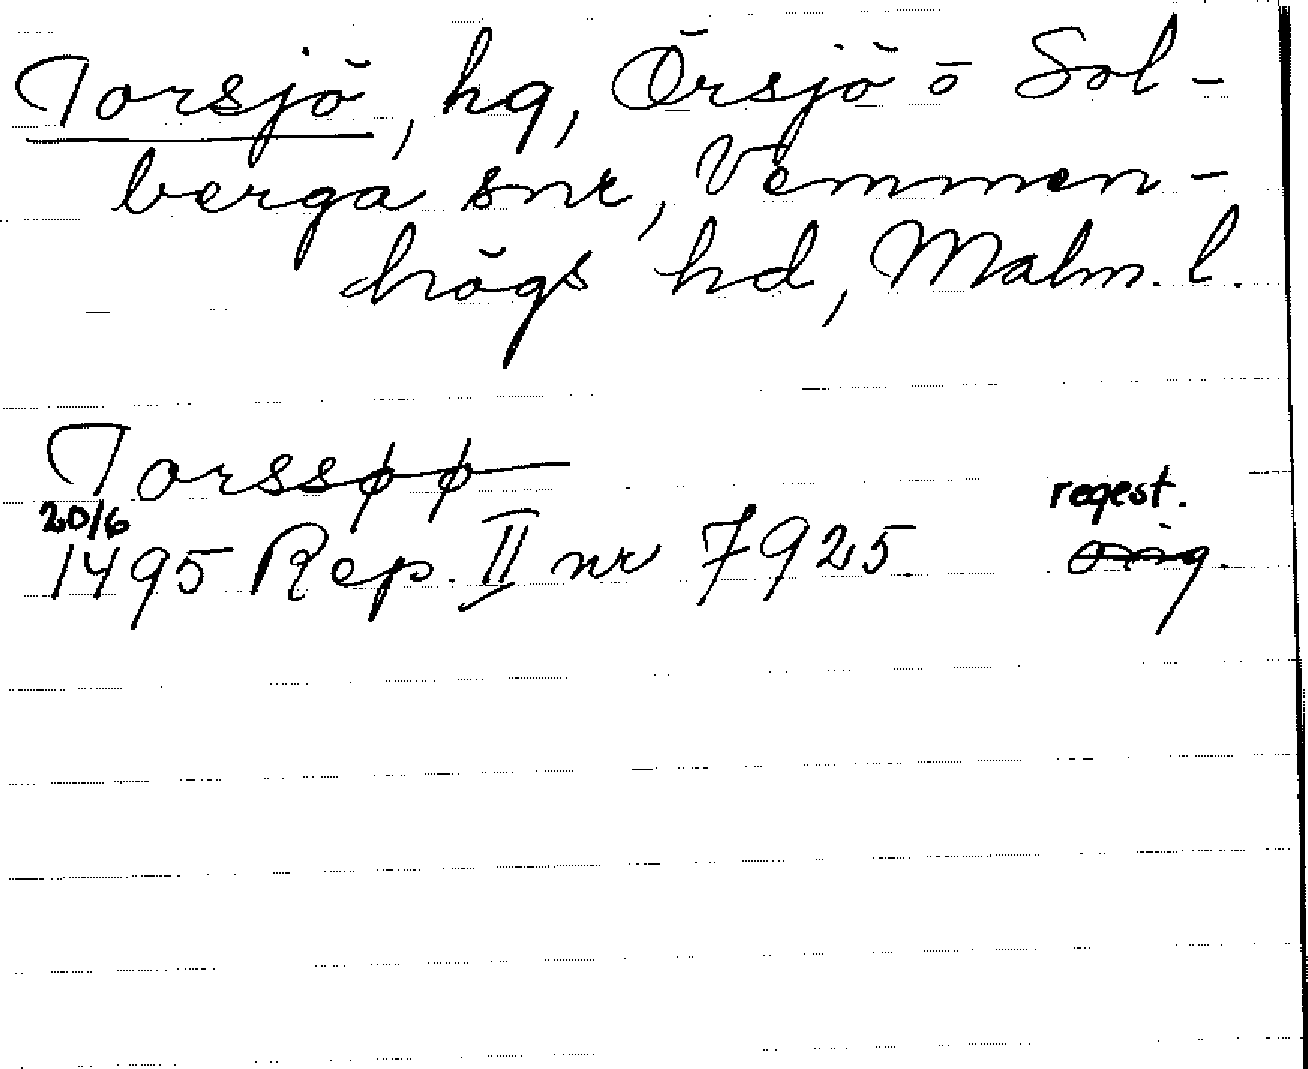 Torsjö, hg, Örsjö o Sol-
berga snr, Vemmen-
högs hd, Malm. l.
Torssøø
20/6 regest.
1495 Rep. II nr 7925 orig.